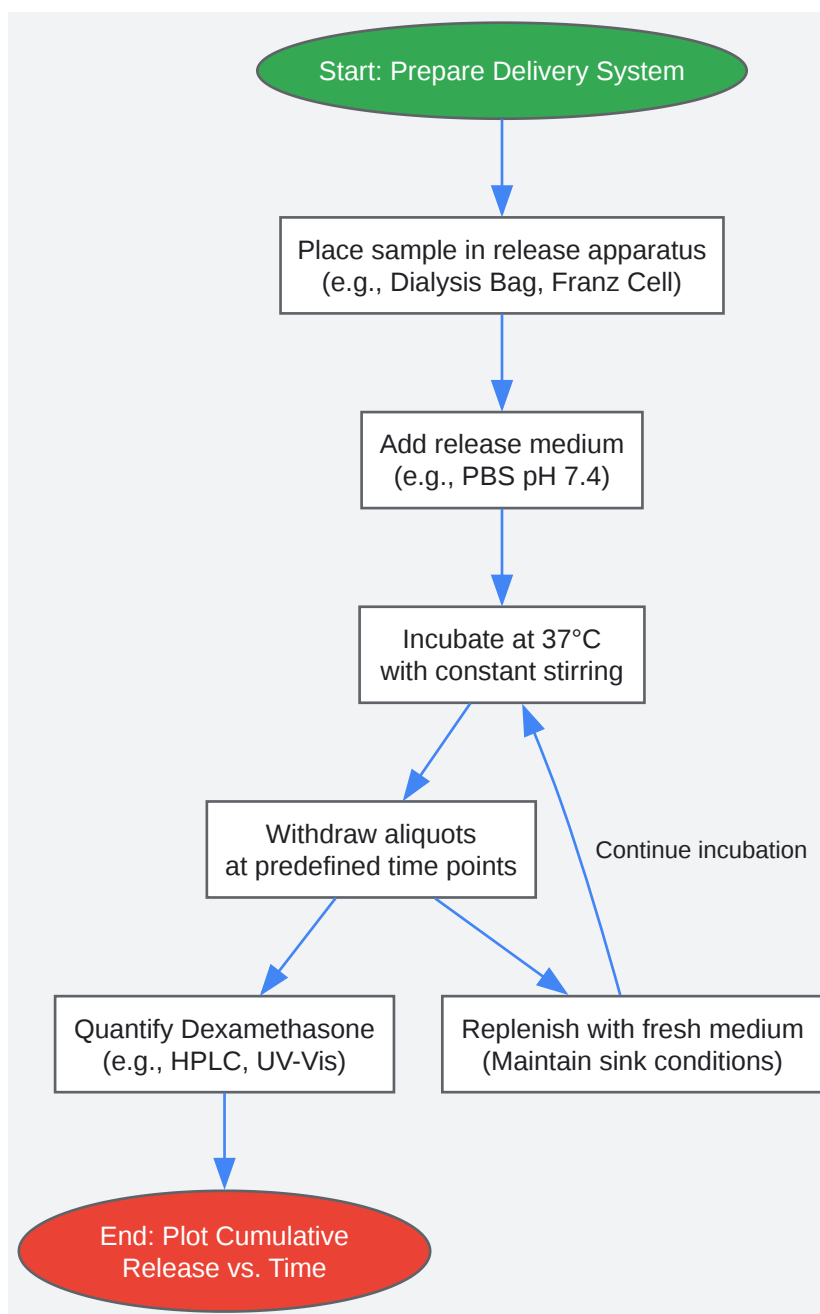 Start: Prepare Delivery System
Place sample in release apparatus
(e.g., Dialysis Bag, Franz Cell)
Add release medium
(e.g., PBS pH 7.4)
Incubate at 37°C
with constant stirring
Withdraw aliquots
at predefined time points
Continue incubation
Quantify Dexamethasone
(e.g., HPLC, UV-Vis)
Replenish with fresh medium
(Maintain sink conditions)
End: Plot Cumulative
Release vs. Time